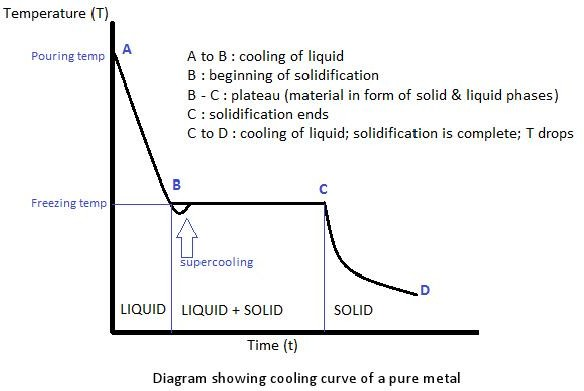 Temperature (T)
Pouring temp
A
A to B : cooling of liquid
B : beginning of solidification
B - C : plateau (material in form of solid & liquid phases)
C : solidification ends
C to D : cooling of liquid; solidification is complete; T drops
B
C
Freezing temp
supercooling
D
LIQUID
LIQUID + SOLID
SOLID
Time (t)
Diagram showing cooling curve of a pure metal